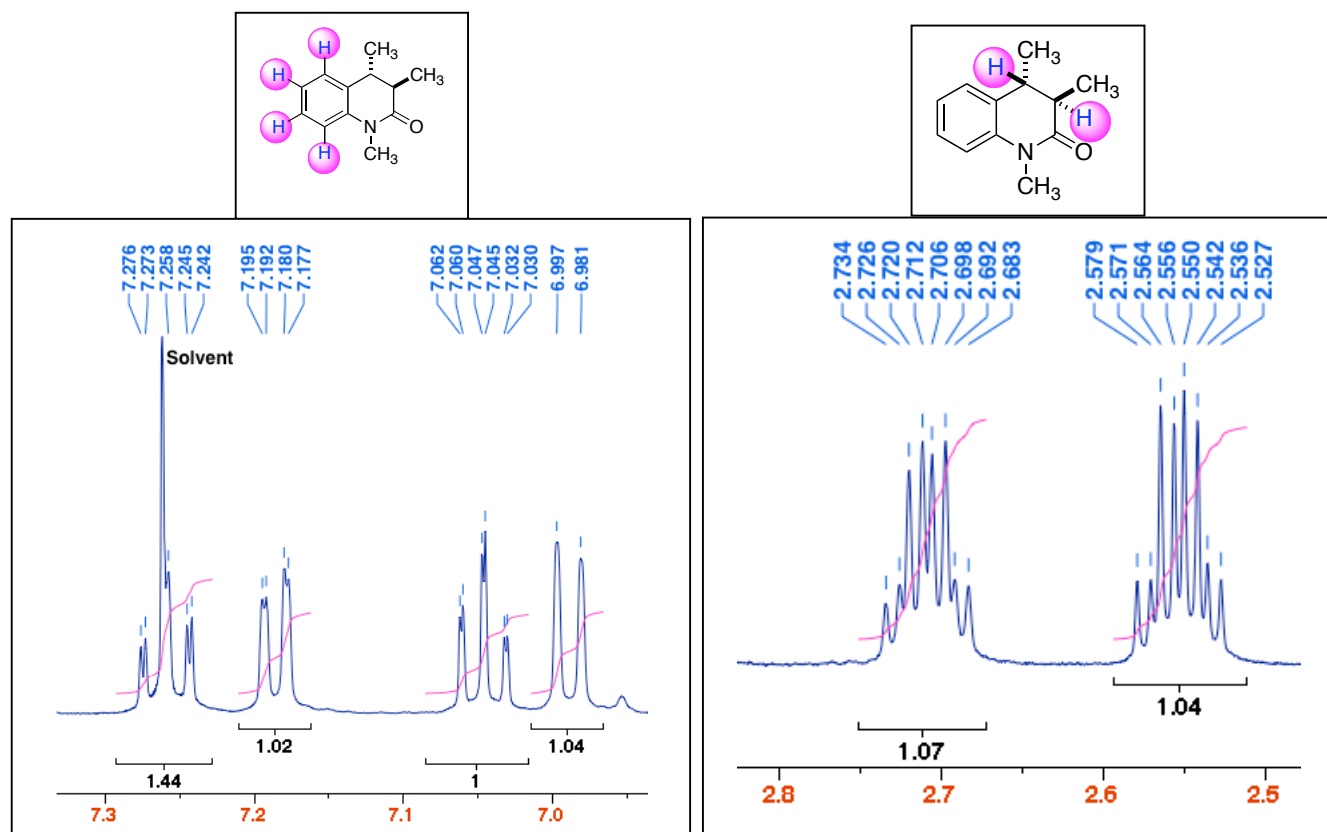 H
CH₃
H
CH₃
H
N
O
H
CH₃
CH₃
H
CH₃
H
N
O
CH₃
7.276
7.273
7.258
7.245
7.242
7.195
7.192
7.180
7.177
7.062
7.060
7.047
7.045
7.032
7.030
6.997
6.981
Solvent
1.44
1.02
1
1.04
7.3 7.2 7.1 7.0
2.734
2.726
2.720
2.712
2.706
2.698
2.692
2.683
2.579
2.571
2.564
2.556
2.550
2.542
2.536
2.527
1.07
1.04
2.8 2.7 2.6 2.5